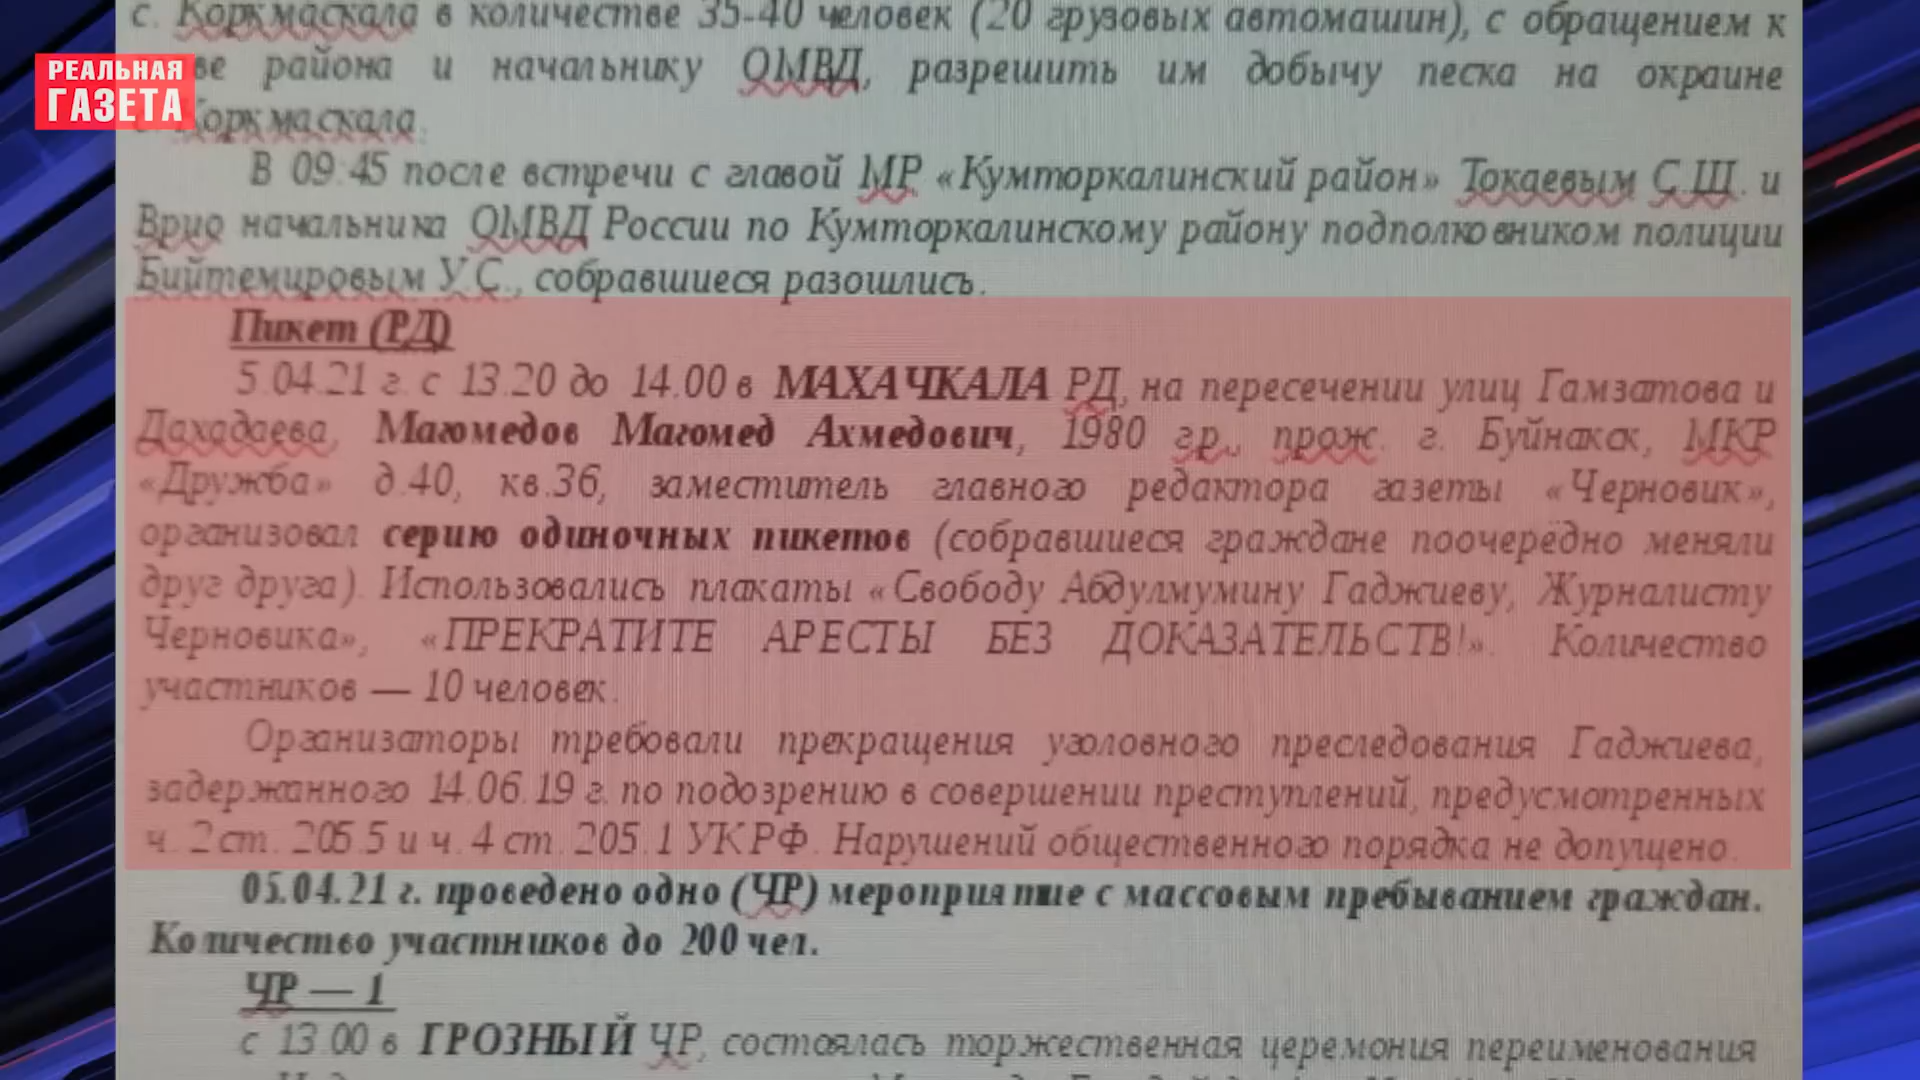 с. Коркмаскала в количестве 35-40 человек (20 грузовых автомашин), с обращением к
РЕАЛЬНАЯ
ГАЗЕТА
ве района и начальнику ОМВД, разрешить им добычу песка на окраине
Коркмаскала.
В 09:45 после встречи с главой МР «Кумторкалинский район» Токаевым С.Ш. и
Врио начальника ОМВД России по Кумторкалинскому району подполковником полиции
Бийтемировым У.С., собравшиеся разошлись.
Пикет (РД)
5.04.21 г. с 13.20 до 14.00 в МАХАЧКАЛА РД, на пересечении улиц Гамзатова и
Дахадаева, Магомедов Магомед Ахмедович, 1980 гр., прож. г. Буйнакск, МКР
«Дружба» д.40, кв.36, заместитель главного редактора газеты «Черновик»,
организовал серию одиночных пикетов (собравшиеся граждане поочерёдно меняли
друг друга). Использовались плакаты «Свободу Абдулмумину Гаджиеву, Журналисту
Черновика», «ПРЕКРАТИТЕ АРЕСТЫ БЕЗ ДОКАЗАТЕЛЬСТВ!». Количество
участников — 10 человек.
Организаторы требовали прекращения уголовного преследования Гаджиева,
задержанного 14.06.19 г. по подозрению в совершении преступлений, предусмотренных
ч. 2 ст. 205.5 и ч. 4 ст. 205.1 УК РФ. Нарушений общественного порядка не допущено.
05.04.21 г. проведено одно (ЧР) мероприятие с массовым пребыванием граждан.
Количество участников до 200 чел.
ЧР — 1
с 13.00 в ГРОЗНЫЙ ЧР, состоялась торжественная церемония переименования